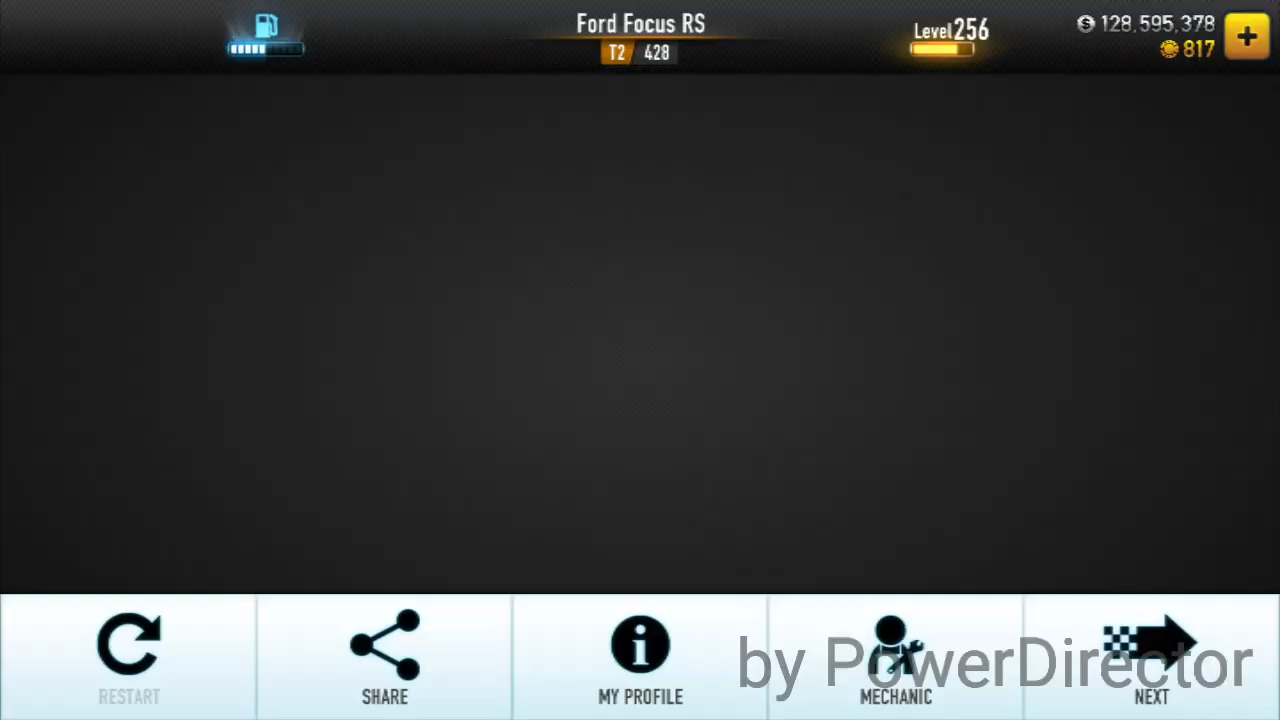 Ford Focus RS
T2 428
Level 256
128,595,378
817
RESTART
SHARE
MY PROFILE
MECHANIC
NEXT
by PowerDirector